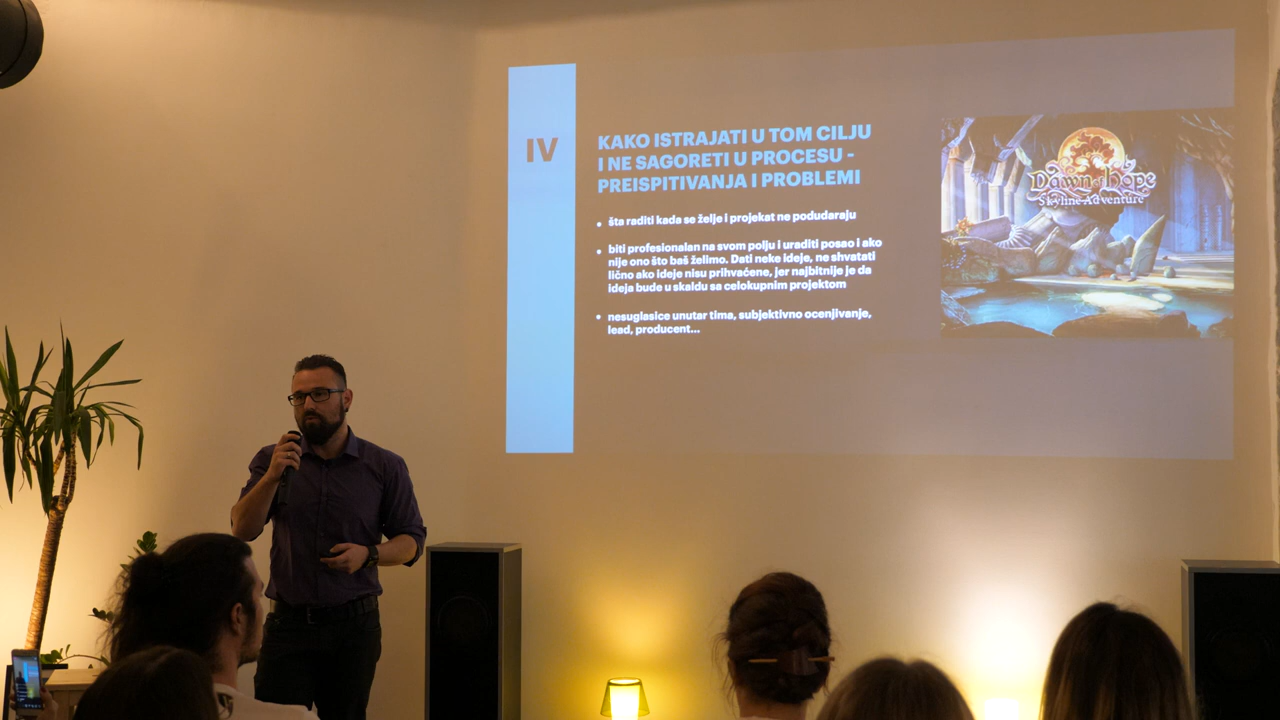 IV
KAKO ISTRAJATI U TOM CILJU
I NE SAGORETI U PROCESU -
PREISPITIVANJA I PROBLEMI
• šta raditi kada se želje i projekat ne podudaraju
• biti profesionalan na svom polju i uraditi posao i ako
nije ono što baš želimo. Dati neke ideje, ne shvatati
lično ako ideje nisu prihvaćene, jer najbitnije je da
ideja bude u skaldu sa celokupnim projektom
• nesuglasice unutar tima, subjektivno ocenjivanje,
lead, producent...
Dawn of Hope
Skyline Adventure